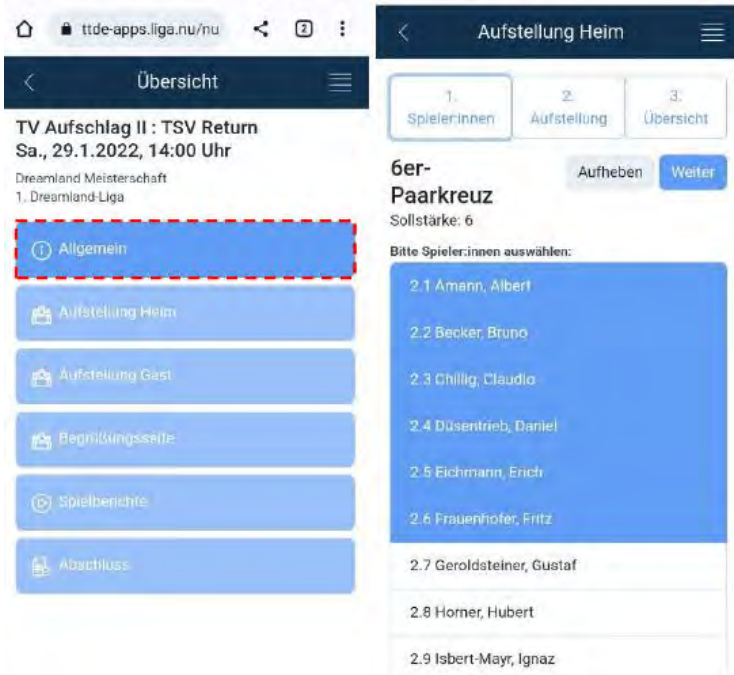 ttde-apps.liga.nu/nu
2
Übersicht
TV Aufschlag II : TSV Return
Sa., 29.1.2022, 14:00 Uhr
Dreamland Meisterschaft
1. Dreamland-Liga
Allgemein
Aufstellung Heim
Aufstellung Gast
Begrüßungsseite
Spielberichte
Abschluss
Aufstellung Heim
1.
Spieler:innen
2.
Aufstellung
3.
Übersicht
6er-
Paarkreuz
Aufheben
Weiter
Sollstärke: 6
Bitte Spieler:innen auswählen:
2.1 Amann, Albert
2.2 Becker, Bruno
2.3 Chillig, Claudio
2.4 Düsentrieb, Daniel
2.5 Eichmann, Erich
2.6 Frauenhofer, Fritz
2.7 Geroldsteiner, Gustaf
2.8 Horner, Hubert
2.9 Isbert-Mayr, Ignaz